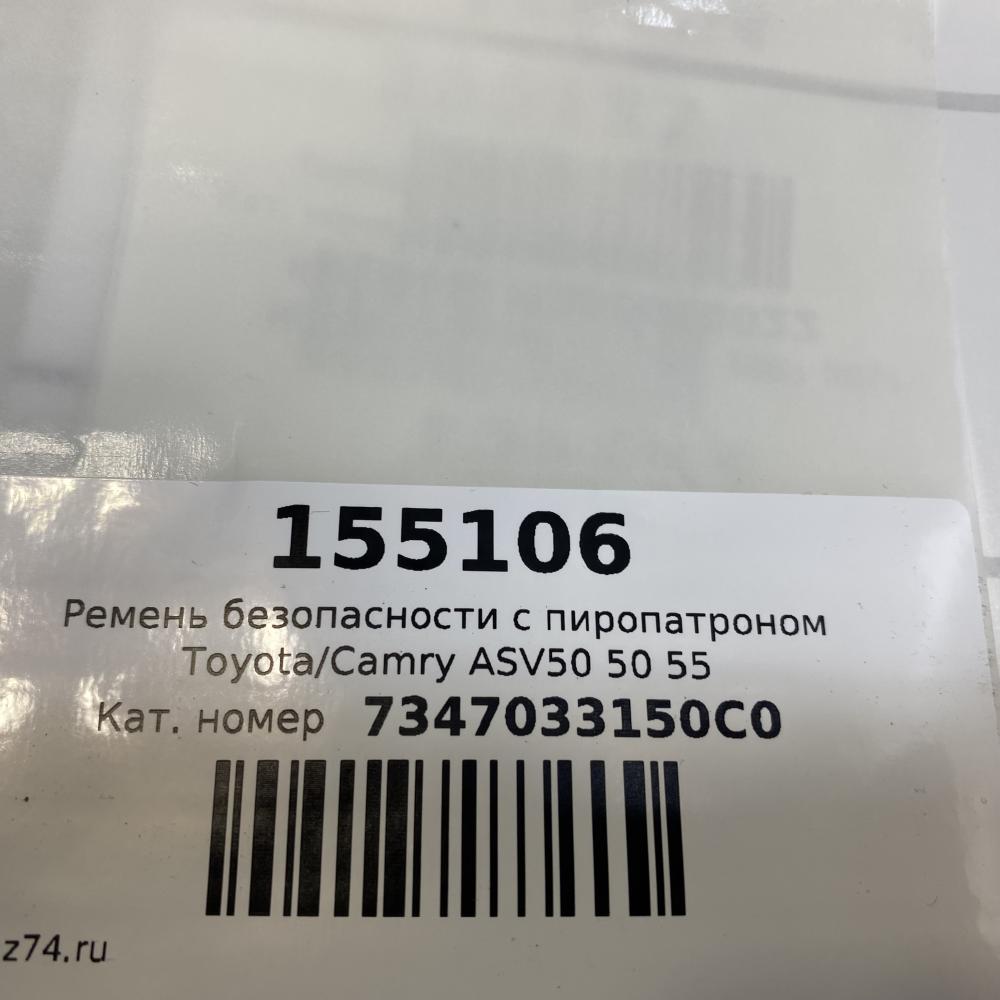 155106
Ремень безопасности с пиропатроном
Toyota/Camry ASV50 50 55
Кат. номер 7347033150C0
z74.ru